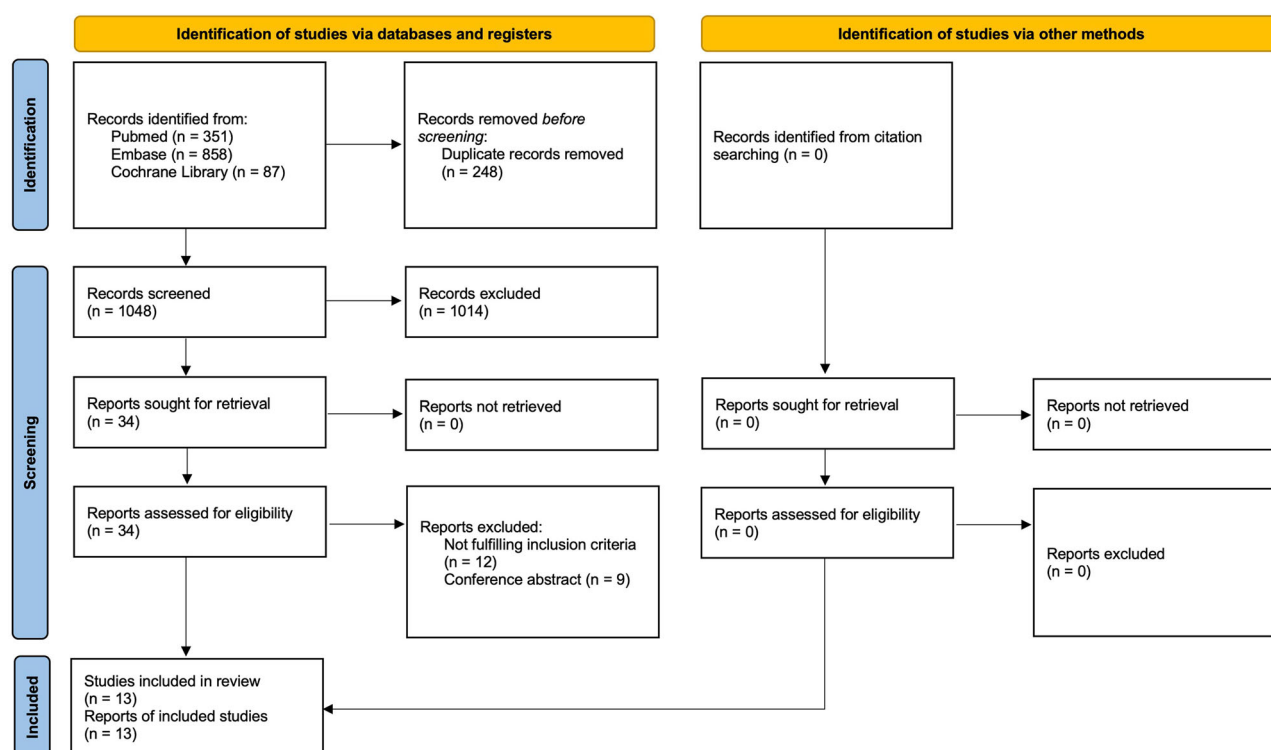 Identification of studies via databases and registers
Identification of studies via other methods
Identification
Records identified from:
Pubmed (n = 351)
Embase (n = 858)
Cochrane Library (n = 87)
Records removed before
screening:
Duplicate records removed
(n = 248)
Records identified from citation
searching (n = 0)
Screening
Records screened
(n = 1048)
Records excluded
(n = 1014)
Reports sought for retrieval
(n = 34)
Reports not retrieved
(n = 0)
Reports sought for retrieval
(n = 0)
Reports not retrieved
(n = 0)
Reports assessed for eligibility
(n = 34)
Reports excluded:
Not fulfilling inclusion criteria
(n = 12)
Conference abstract (n = 9)
Reports assessed for eligibility
(n = 0)
Reports excluded
(n = 0)
Included
Studies included in review
(n = 13)
Reports of included studies
(n = 13)